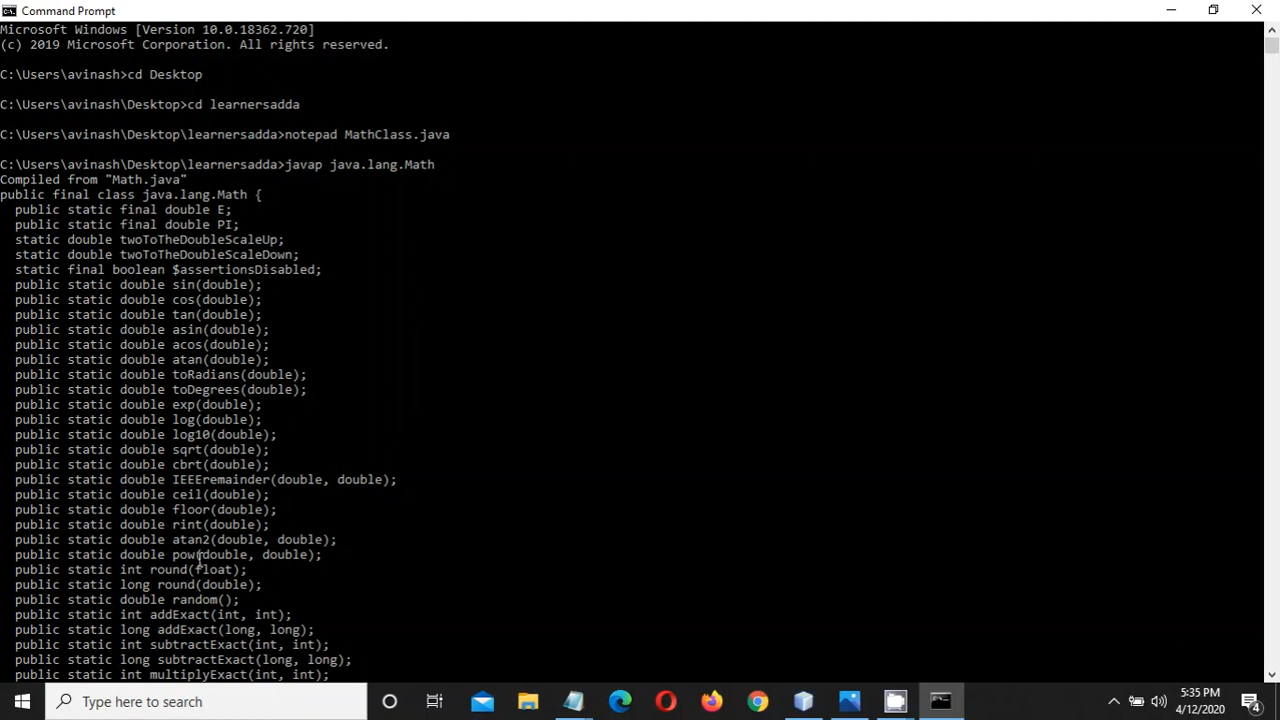 Command Prompt
Microsoft Windows [Version 10.0.18362.720]
(c) 2019 Microsoft Corporation. All rights reserved.
C:\Users\avinash>cd Desktop
C:\Users\avinash\Desktop>cd learnersadda
C:\Users\avinash\Desktop\learnersadda>notepad MathClass.java
C:\Users\avinash\Desktop\learnersadda>javap java.lang.Math
Compiled from "Math.java"
public final class java.lang.Math {
  public static final double E;
  public static final double PI;
  static double twoToTheDoubleScaleUp;
  static double twoToTheDoubleScaleDown;
  static final boolean $assertionsDisabled;
  public static double sin(double);
  public static double cos(double);
  public static double tan(double);
  public static double asin(double);
  public static double acos(double);
  public static double atan(double);
  public static double toRadians(double);
  public static double toDegrees(double);
  public static double exp(double);
  public static double log(double);
  public static double log10(double);
  public static double sqrt(double);
  public static double cbrt(double);
  public static double IEEEremainder(double, double);
  public static double ceil(double);
  public static double floor(double);
  public static double rint(double);
  public static double atan2(double, double);
  public static double pow(double, double);
  public static int round(float);
  public static long round(double);
  public static double random();
  public static int addExact(int, int);
  public static long addExact(long, long);
  public static int subtractExact(int, int);
  public static long subtractExact(long, long);
  public static int multiplyExact(int, int);
Type here to search
5:35 PM
4/12/2020
4